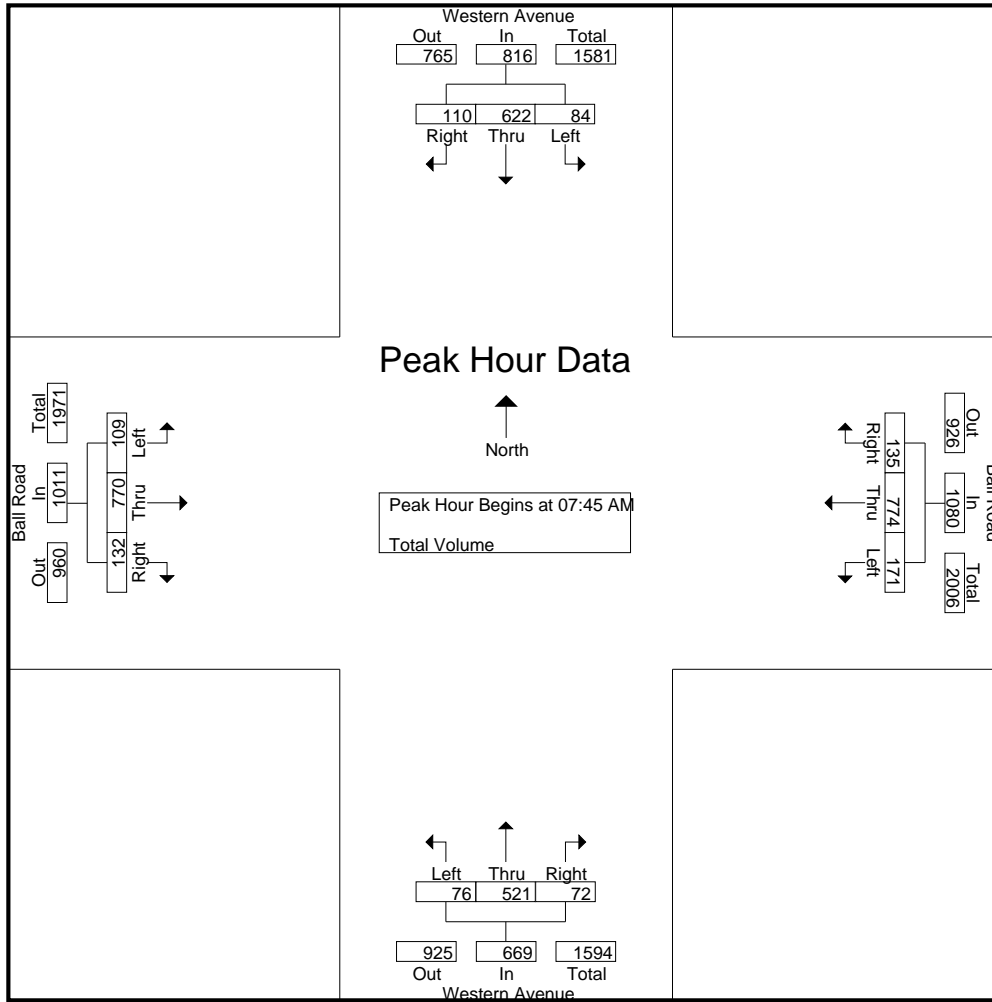 Western Avenue
Out In Total
765 816 1581
110 622 84
Right Thru Left
Peak Hour Data
North
Peak Hour Begins at 07:45 AM
Total Volume
Ball Road
Out In Total
960 1011 1971
132 770 109
Right Thru Left
Ball Road
Out In Total
926 1080 2006
135 774 171
Right Thru Left
Left Thru Right
76 521 72
925 669 1594
Out In Total
Western Avenue